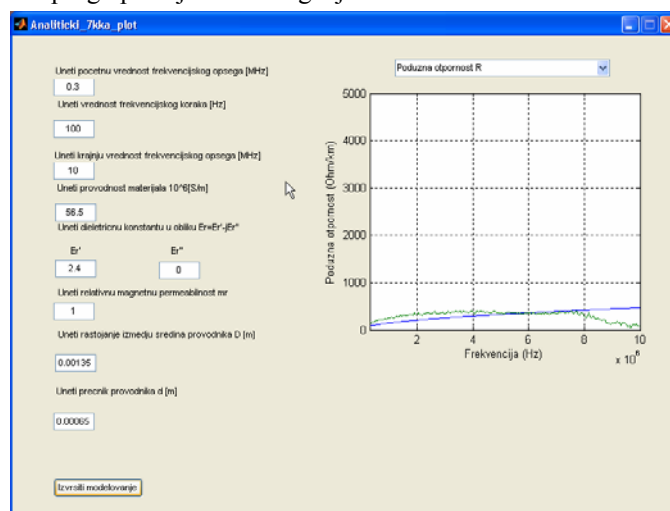 Analiticki_7kka_plot
Uneti pocetnu vrednost frekvencijskog opsega [MHz]
0.3
Uneti vrednost frekvencijskog koraka [Hz]
100
Uneti krajnju vrednost frekvencijskog opsega [MHz]
10
Uneti provodnost materijala 10^6[S/m]
56.5
Uneti dielektricnu konstantu u obliku Er=Er'-jEr"
Er'
Er"
2.4
0
Uneti relativnu magnetnu permeabilnost mr
1
Uneti rastojanje izmedju sredina provodnika D [m]
0.00135
Uneti precnik provodnika d [m]
0.00065
Izvrsiti modelovanje
Poduzna otpornost R
5000
4000
3000
2000
1000
0
Poduzna otpornost (Ohm/km)
2
4
6
8
10
Frekvencija (Hz)
x 10^6